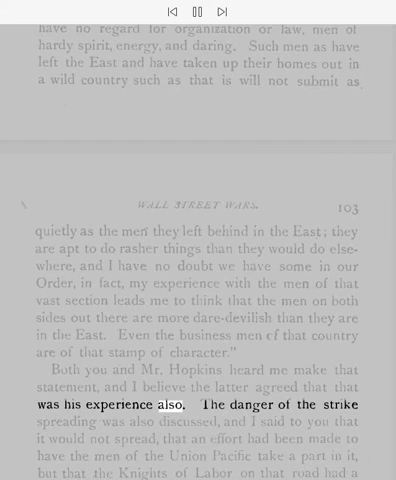 have no regard for organization or law, men of
hardy spirit, energy, and daring. Such men as have
left the East and have taken up their homes out in
a wild country such as that is will not submit as
WALL STREET WARS. 103
quietly as the men they left behind in the East; they
are apt to do rasher things than they would do else-
where, and I have no doubt we have some in our
Order, in fact, my experience with the men of that
vast section leads me to think that the men on both
sides out there are more dare-devilish than they are
in the East. Even the business men of that country
are of that stamp of character."
Both you and Mr. Hopkins heard me make that
statement, and I believe the latter agreed that that
was his experience also. The danger of the strike
spreading was also discussed, and I said to you that
it would not spread, that an effort had been made to
have the men of the Union Pacific take a part in it,
but that the Knights of Labor on that road had a